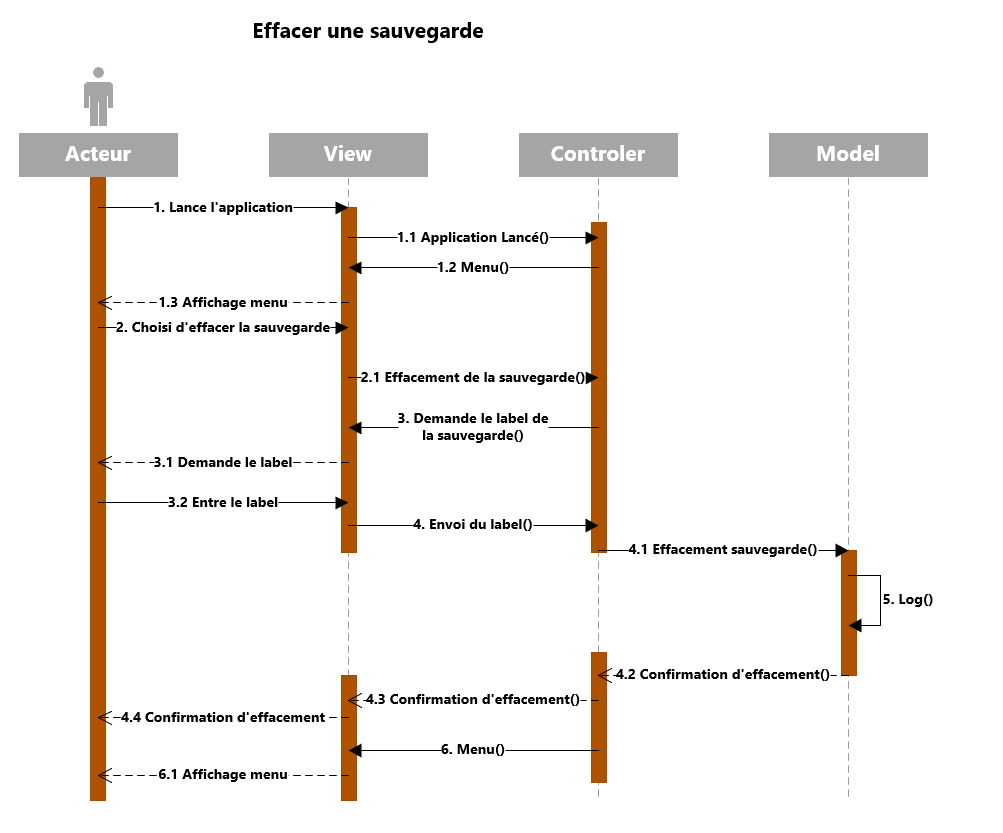 Effacer une sauvegarde
Acteur
View
Controler
Model
1. Lance l'application
1.1 Application Lancé()
1.2 Menu()
1.3 Affichage menu
2. Choisi d'effacer la sauvegarde
2.1 Effacement de la sauvegarde()
3. Demande le label de
la sauvegarde()
3.1 Demande le label
3.2 Entre le label
4. Envoi du label()
4.1 Effacement sauvegarde()
5. Log()
4.2 Confirmation d'effacement()
4.3 Confirmation d'effacement()
4.4 Confirmation d'effacement
6. Menu()
6.1 Affichage menu